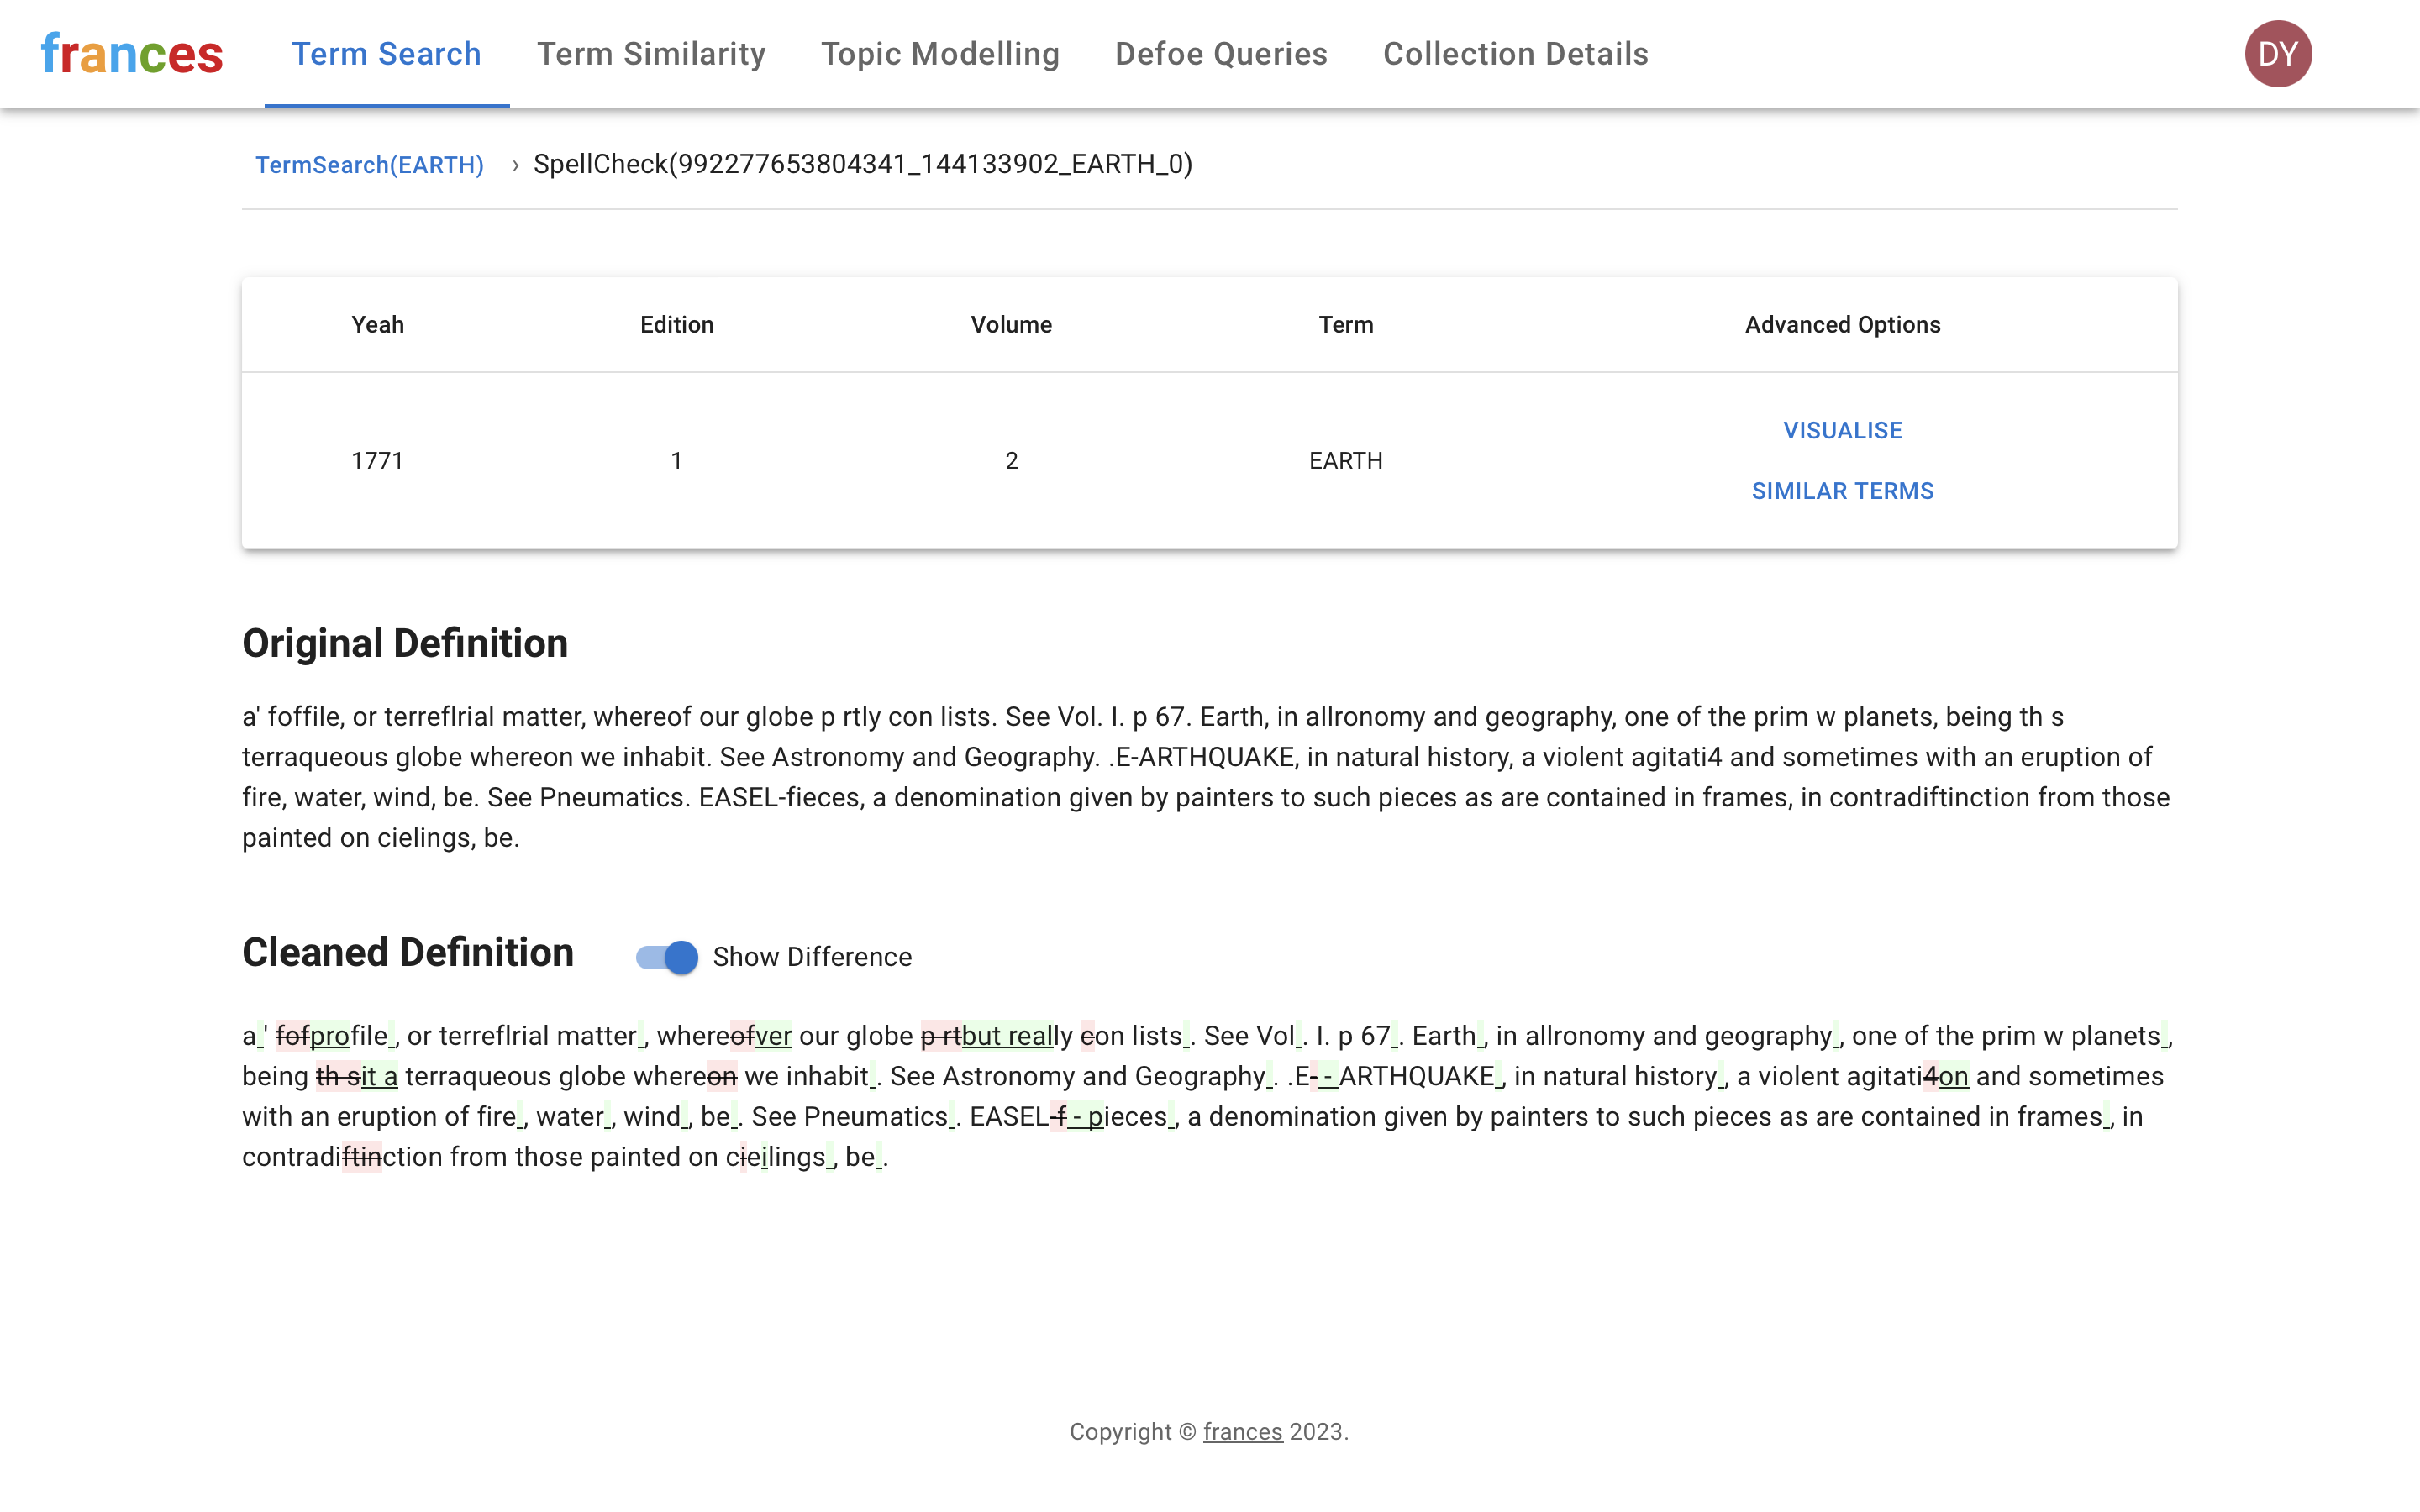 frances Term Search Term Similarity Topic Modelling Defoe Queries Collection Details DY
TermSearch(EARTH) › SpellCheck(992277653804341_144133902_EARTH_0)
Yeah Edition Volume Term Advanced Options
1771 1 2 EARTH
VISUALISE
SIMILAR TERMS
Original Definition
a' foffile, or terreflrial matter, whereof our globe p rtly con lists. See Vol. I. p 67. Earth, in allronomy and geography, one of the prim w planets, being th s
terraqueous globe whereon we inhabit. See Astronomy and Geography. .E-ARTHQUAKE, in natural history, a violent agitati4 and sometimes with an eruption of
fire, water, wind, be. See Pneumatics. EASEL-fieces, a denomination given by painters to such pieces as are contained in frames, in contradiftinction from those
painted on cielings, be.
Cleaned Definition Show Difference
a ' fofprofile , or terreflrial matter , whereofver our globe p rtbut really con lists . See Vol . I. p 67 . Earth , in allronomy and geography , one of the prim w planets ,
being th sit a terraqueous globe whereon we inhabit . See Astronomy and Geography . .E- - ARTHQUAKE , in natural history , a violent agitati4on and sometimes
with an eruption of fire , water , wind , be . See Pneumatics . EASEL-f - pieces , a denomination given by painters to such pieces as are contained in frames , in
contradiftinction from those painted on cieilings , be .
Copyright © frances 2023.